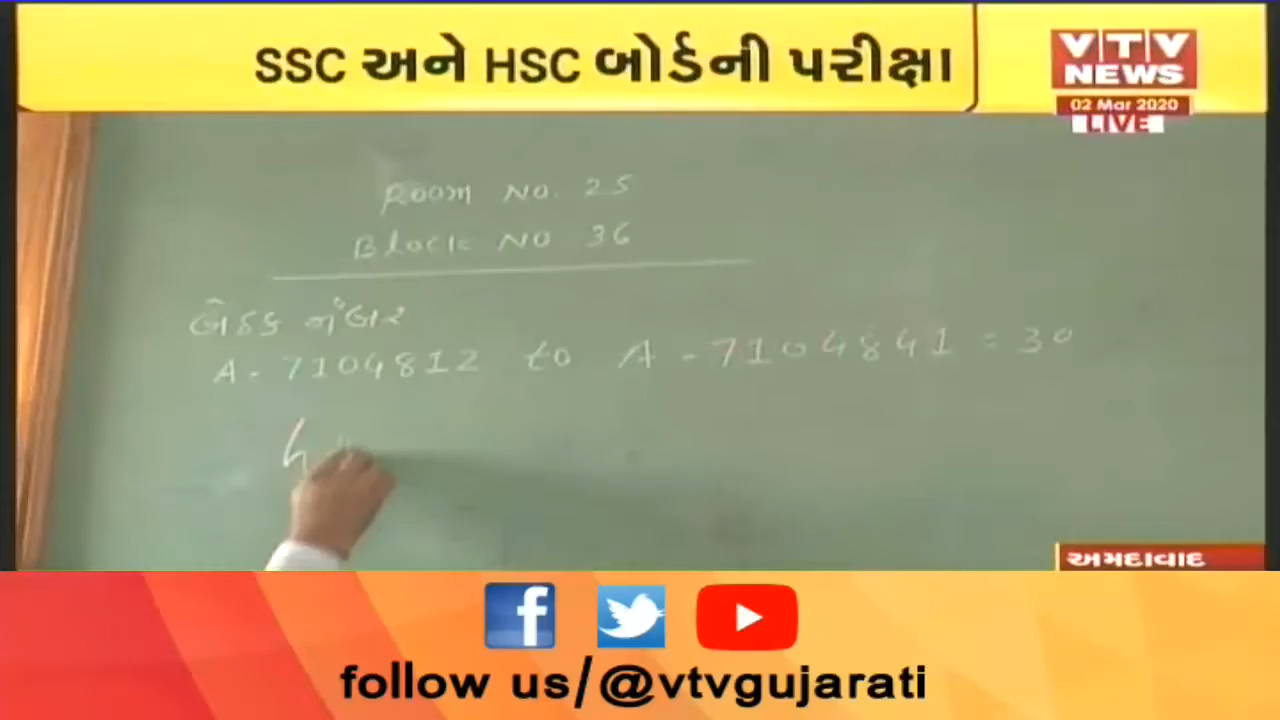 SSC અને HSC બોર્ડની પરીક્ષા
VTV
NEWS
02 Mar 2020
LIVE
Room No. 25
Block NO 36
બેઠક નંબર
A - 7104812 to A - 7104841 = 30
અમદાવાદ
follow us/@vtvgujarati